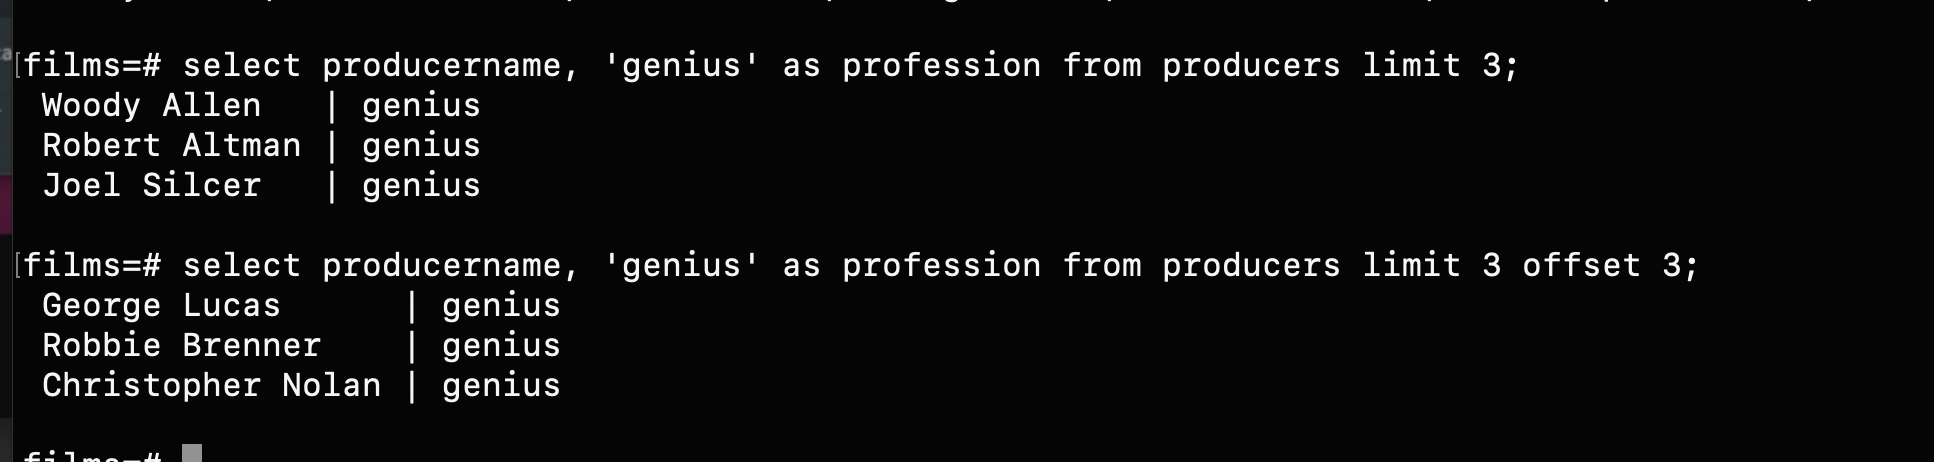 films=# select producername, 'genius' as profession from producers limit 3;
Woody Allen | genius
Robert Altman | genius
Joel Silcer | genius
films=# select producername, 'genius' as profession from producers limit 3 offset 3;
George Lucas | genius
Robbie Brenner | genius
Christopher Nolan | genius
films=#